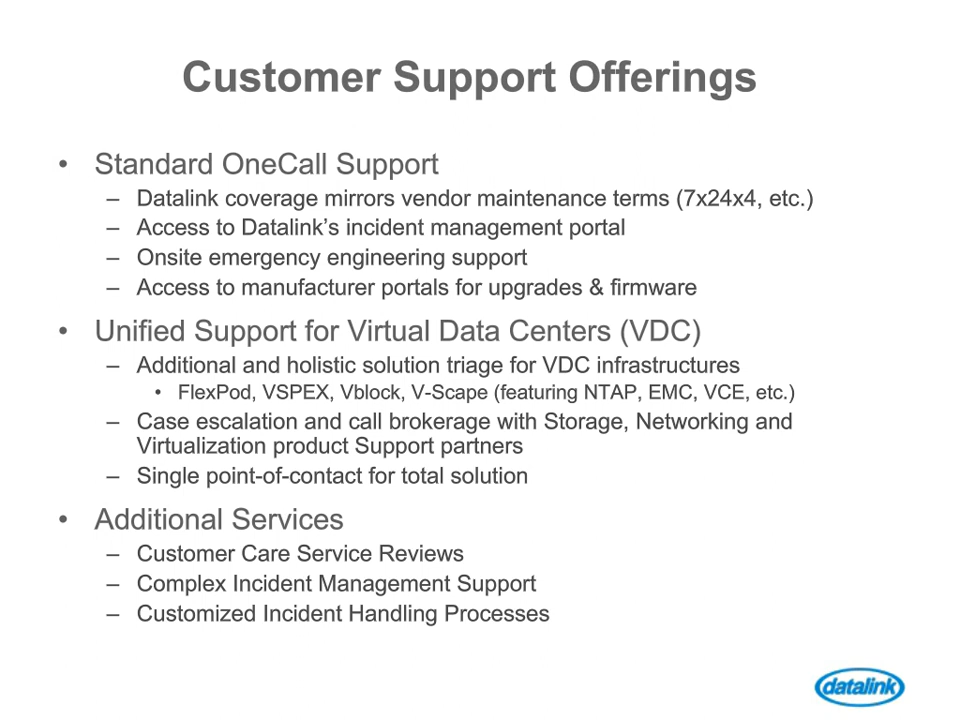 Customer Support Offerings
• Standard OneCall Support
– Datalink coverage mirrors vendor maintenance terms (7x24x4, etc.)
– Access to Datalink’s incident management portal
– Onsite emergency engineering support
– Access to manufacturer portals for upgrades & firmware
• Unified Support for Virtual Data Centers (VDC)
– Additional and holistic solution triage for VDC infrastructures
• FlexPod, VSPEX, Vblock, V-Scape (featuring NTAP, EMC, VCE, etc.)
– Case escalation and call brokerage with Storage, Networking and
Virtualization product Support partners
– Single point-of-contact for total solution
• Additional Services
– Customer Care Service Reviews
– Complex Incident Management Support
– Customized Incident Handling Processes
datalink